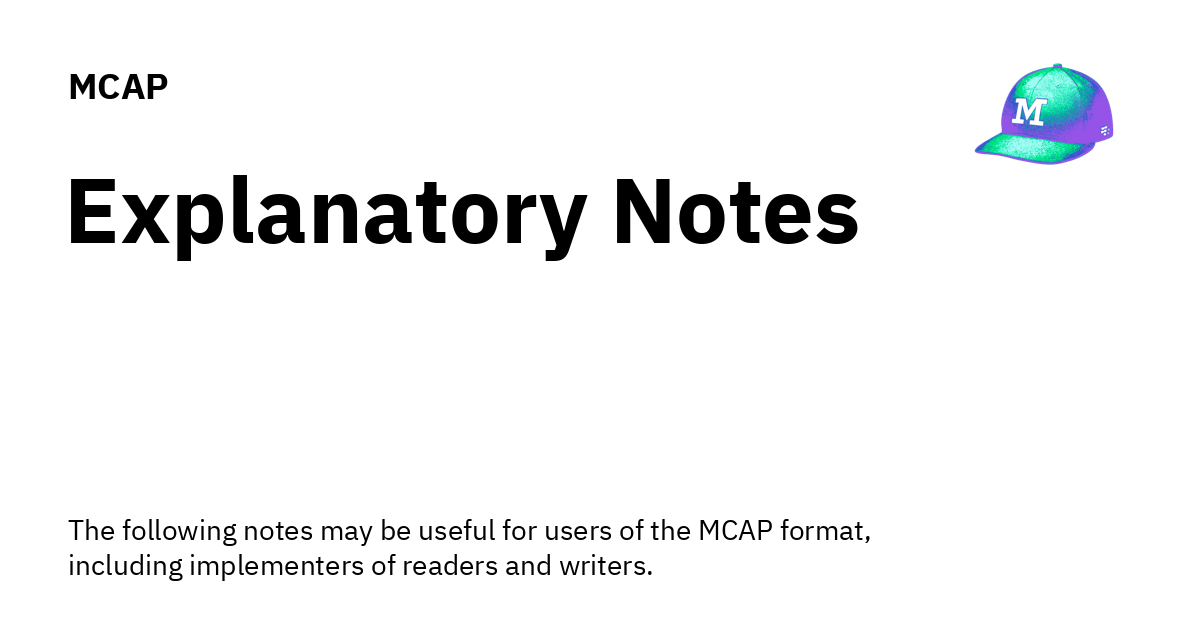 MCAP
M
Explanatory Notes
The following notes may be useful for users of the MCAP format,
including implementers of readers and writers.